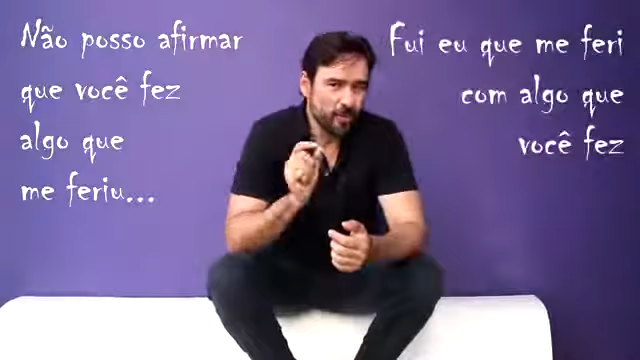 Não posso afirmar
que você fez
algo que
me feriu...
Fui eu que me feri
com algo que
você fez